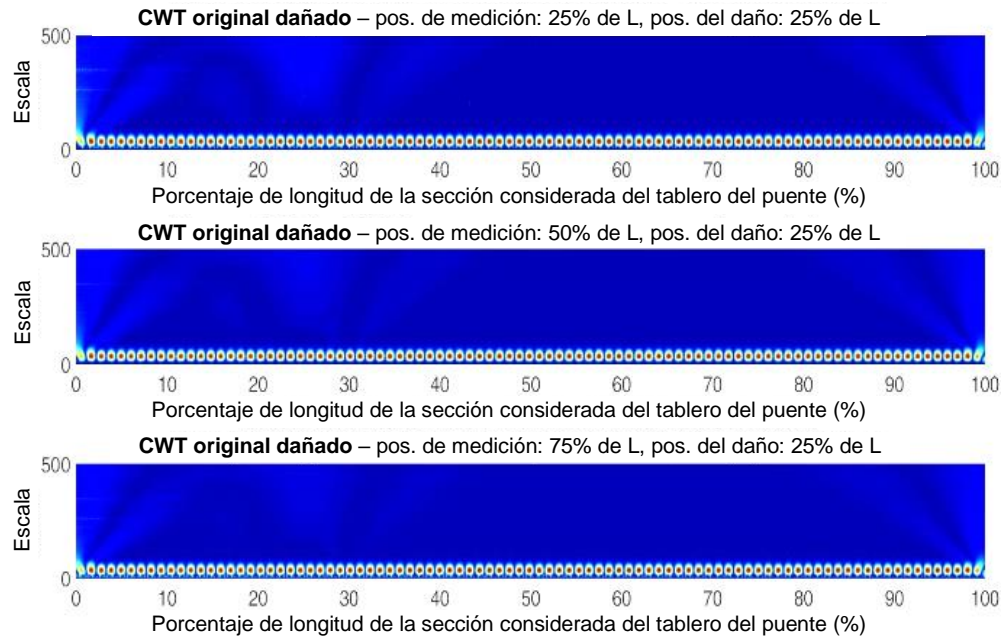 CWT original dañado – pos. de medición: 25% de L, pos. del daño: 25% de L
500
Escala
0
0 10 20 30 40 50 60 70 80 90 100
Porcentaje de longitud de la sección considerada del tablero del puente (%)
CWT original dañado – pos. de medición: 50% de L, pos. del daño: 25% de L
500
Escala
0
0 10 20 30 40 50 60 70 80 90 100
Porcentaje de longitud de la sección considerada del tablero del puente (%)
CWT original dañado – pos. de medición: 75% de L, pos. del daño: 25% de L
500
Escala
0
0 10 20 30 40 50 60 70 80 90 100
Porcentaje de longitud de la sección considerada del tablero del puente (%)